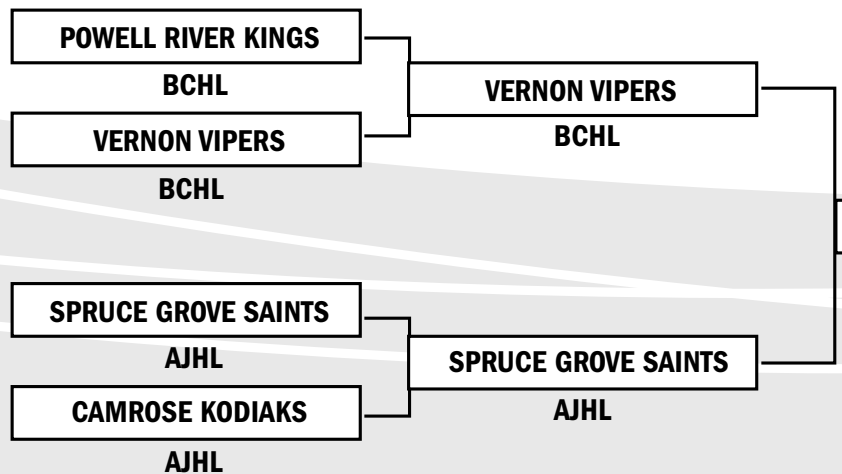 POWELL RIVER KINGS
BCHL
VERNON VIPERS
BCHL
VERNON VIPERS
BCHL
SPRUCE GROVE SAINTS
AJHL
CAMROSE KODIAKS
AJHL
SPRUCE GROVE SAINTS
AJHL